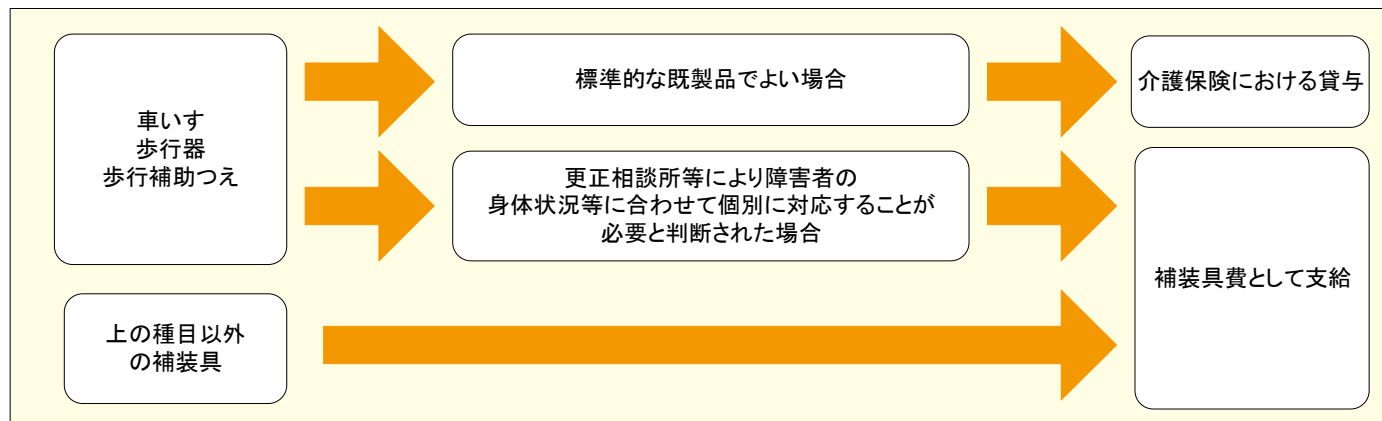 車いす
歩行器
歩行補助つえ
標準的な既製品でよい場合
介護保険における貸与
更正相談所等により障害者の
身体状況等に合わせて個別に対応することが
必要と判断された場合
補装具費として支給
上の種目以外
の補装具